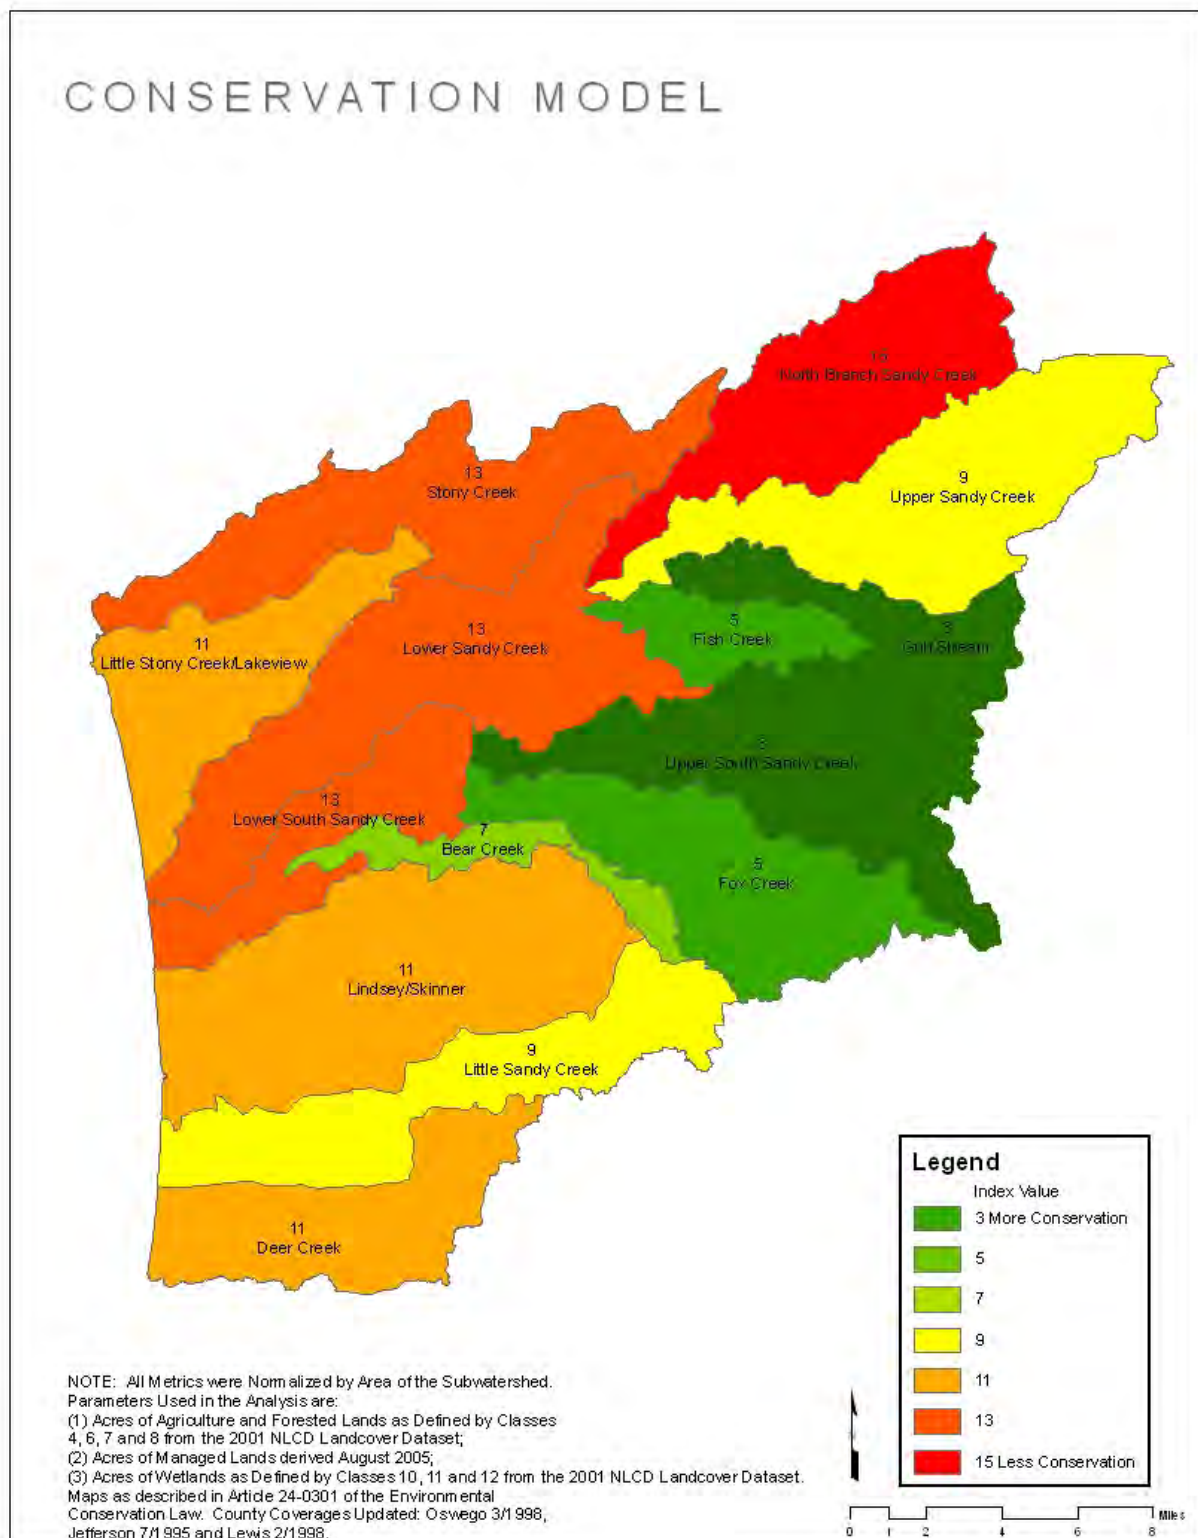 CONSERVATION MODEL
15
North Branch Sandy Creek
9
Upper Sandy Creek
13
Stony Creek
5
Fish Creek
3
Gulf Stream
11
Little Stony Creek/Lakeview
13
Lower Sandy Creek
3
Upper South Sandy Creek
13
Lower South Sandy Creek
7
Bear Creek
5
Fox Creek
11
Lindsey/Skinner
9
Little Sandy Creek
11
Deer Creek
Legend
Index Value
3 More Conservation
5
7
9
11
13
15 Less Conservation
NOTE: All Metrics were Normalized by Area of the Subwatershed.
Parameters Used in the Analysis are:
(1) Acres of Agriculture and Forested Lands as Defined by Classes
4, 6, 7 and 8 from the 2001 NLCD Landcover Dataset;
(2) Acres of Managed Lands derived August 2005;
(3) Acres of Wetlands as Defined by Classes 10, 11 and 12 from the 2001 NLCD Landcover Dataset.
Maps as described in Article 24-0301 of the Environmental
Conservation Law. County Coverages Updated: Oswego 3/1998,
Jefferson 7/1995 and Lewis 2/1998.
Miles
0 1 2 4 6 8